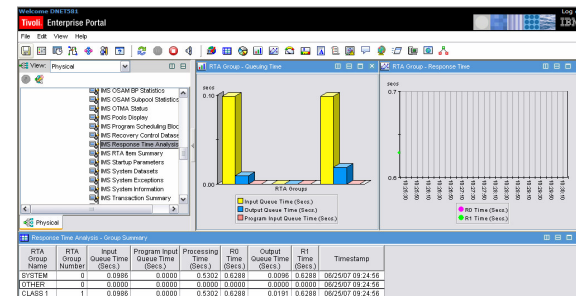 Welcome DNET581
Log
Tivoli Enterprise Portal
IBM
File Edit View Help
View: Physical
IMS OSAM BP Statistics
IMS OSAM Subpool Statistics
IMS OTMA Status
IMS Pools Display
IMS Program Scheduling Bloc
IMS Recovery Control Datase
IMS Response Time Analysis
IMS RTA Item Summary
IMS Startup Parameters
IMS System Datasets
IMS System Exceptions
IMS System Information
IMS Transaction Summary
Physical
RTA Group - Queuing Time
secs
0.10
0.00
RTA Groups
Input Queue Time (Secs.)
Output Queue Time (Secs.)
Program Input Queue Time (Secs.)
RTA Group - Response Time
secs
0.7
0.6
R0 Time (Secs.)
R1 Time (Secs.)
Response Time Analysis - Group Summary
RTA Group Name
RTA Group Number
Input Queue Time (Secs.)
Program Input Queue Time (Secs.)
Processing Time (Secs.)
R0 Time (Secs.)
Output Queue Time (Secs.)
R1 Time (Secs.)
Timestamp
SYSTEM 0 0.0986 0.0000 0.5302 0.6288 0.0096 0.6288 06/25/07 09:24:56
OTHER 0 0.0000 0.0000 0.0000 0.0000 0.0000 0.0000 06/25/07 09:24:56
CLASS 1 1 0.0986 0.0000 0.5302 0.6288 0.0191 0.6288 06/25/07 09:24:56